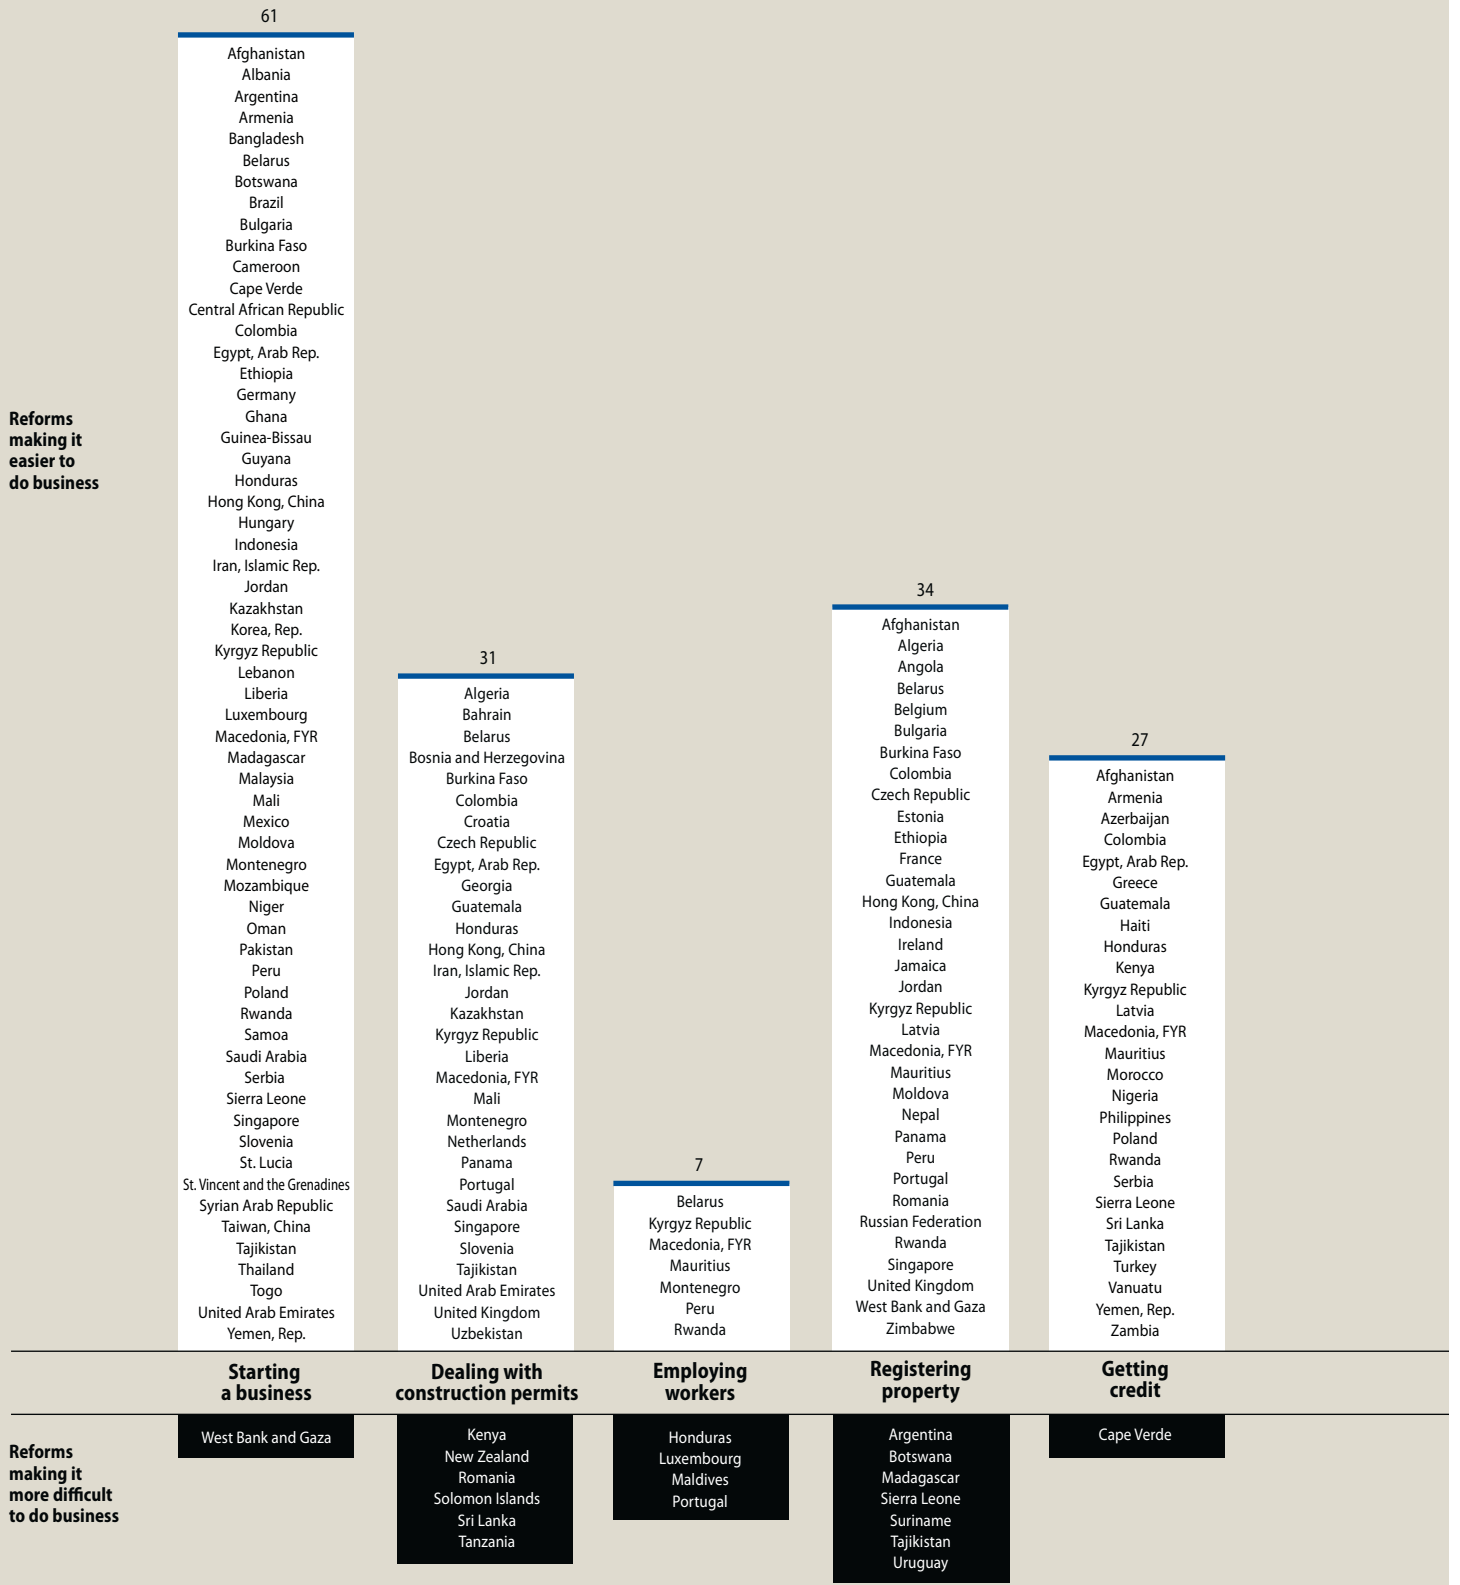 61
Afghanistan
Albania
Argentina
Armenia
Bangladesh
Belarus
Botswana
Brazil
Bulgaria
Burkina Faso
Cameroon
Cape Verde
Central African Republic
Colombia
Egypt, Arab Rep.
Ethiopia
Germany
Ghana
Guinea-Bissau
Guyana
Honduras
Hong Kong, China
Hungary
Indonesia
Iran, Islamic Rep.
Jordan
Kazakhstan
Korea, Rep.
Kyrgyz Republic
Lebanon
Liberia
Luxembourg
Macedonia, FYR
Madagascar
Malaysia
Mali
Mexico
Moldova
Montenegro
Mozambique
Niger
Oman
Pakistan
Peru
Poland
Rwanda
Samoa
Saudi Arabia
Serbia
Sierra Leone
Singapore
Slovenia
St. Lucia
St. Vincent and the Grenadines
Syrian Arab Republic
Taiwan, China
Tajikistan
Thailand
Togo
United Arab Emirates
Yemen, Rep.
Reforms
making it
easier to
do business
31
Algeria
Bahrain
Belarus
Bosnia and Herzegovina
Burkina Faso
Colombia
Croatia
Czech Republic
Egypt, Arab Rep.
Georgia
Guatemala
Honduras
Hong Kong, China
Iran, Islamic Rep.
Jordan
Kazakhstan
Kyrgyz Republic
Liberia
Macedonia, FYR
Mali
Montenegro
Netherlands
Panama
Portugal
Saudi Arabia
Singapore
Slovenia
Tajikistan
United Arab Emirates
United Kingdom
Uzbekistan
7
Belarus
Kyrgyz Republic
Macedonia, FYR
Mauritius
Montenegro
Peru
Rwanda
34
Afghanistan
Algeria
Angola
Belarus
Belgium
Bulgaria
Burkina Faso
Colombia
Czech Republic
Estonia
Ethiopia
France
Guatemala
Hong Kong, China
Indonesia
Ireland
Jamaica
Jordan
Kyrgyz Republic
Latvia
Macedonia, FYR
Mauritius
Moldova
Nepal
Panama
Peru
Portugal
Romania
Russian Federation
Rwanda
Singapore
United Kingdom
West Bank and Gaza
Zimbabwe
27
Afghanistan
Armenia
Azerbaijan
Colombia
Egypt, Arab Rep.
Greece
Guatemala
Haiti
Honduras
Kenya
Kyrgyz Republic
Latvia
Macedonia, FYR
Mauritius
Morocco
Nigeria
Philippines
Poland
Rwanda
Serbia
Sierra Leone
Sri Lanka
Tajikistan
Turkey
Vanuatu
Yemen, Rep.
Zambia
Starting
a business
Dealing with
construction permits
Employing
workers
Registering
property
Getting
credit
Reforms
making it
more difficult
to do business
West Bank and Gaza
Kenya
New Zealand
Romania
Solomon Islands
Sri Lanka
Tanzania
Honduras
Luxembourg
Maldives
Portugal
Argentina
Botswana
Madagascar
Sierra Leone
Suriname
Tajikistan
Uruguay
Cape Verde